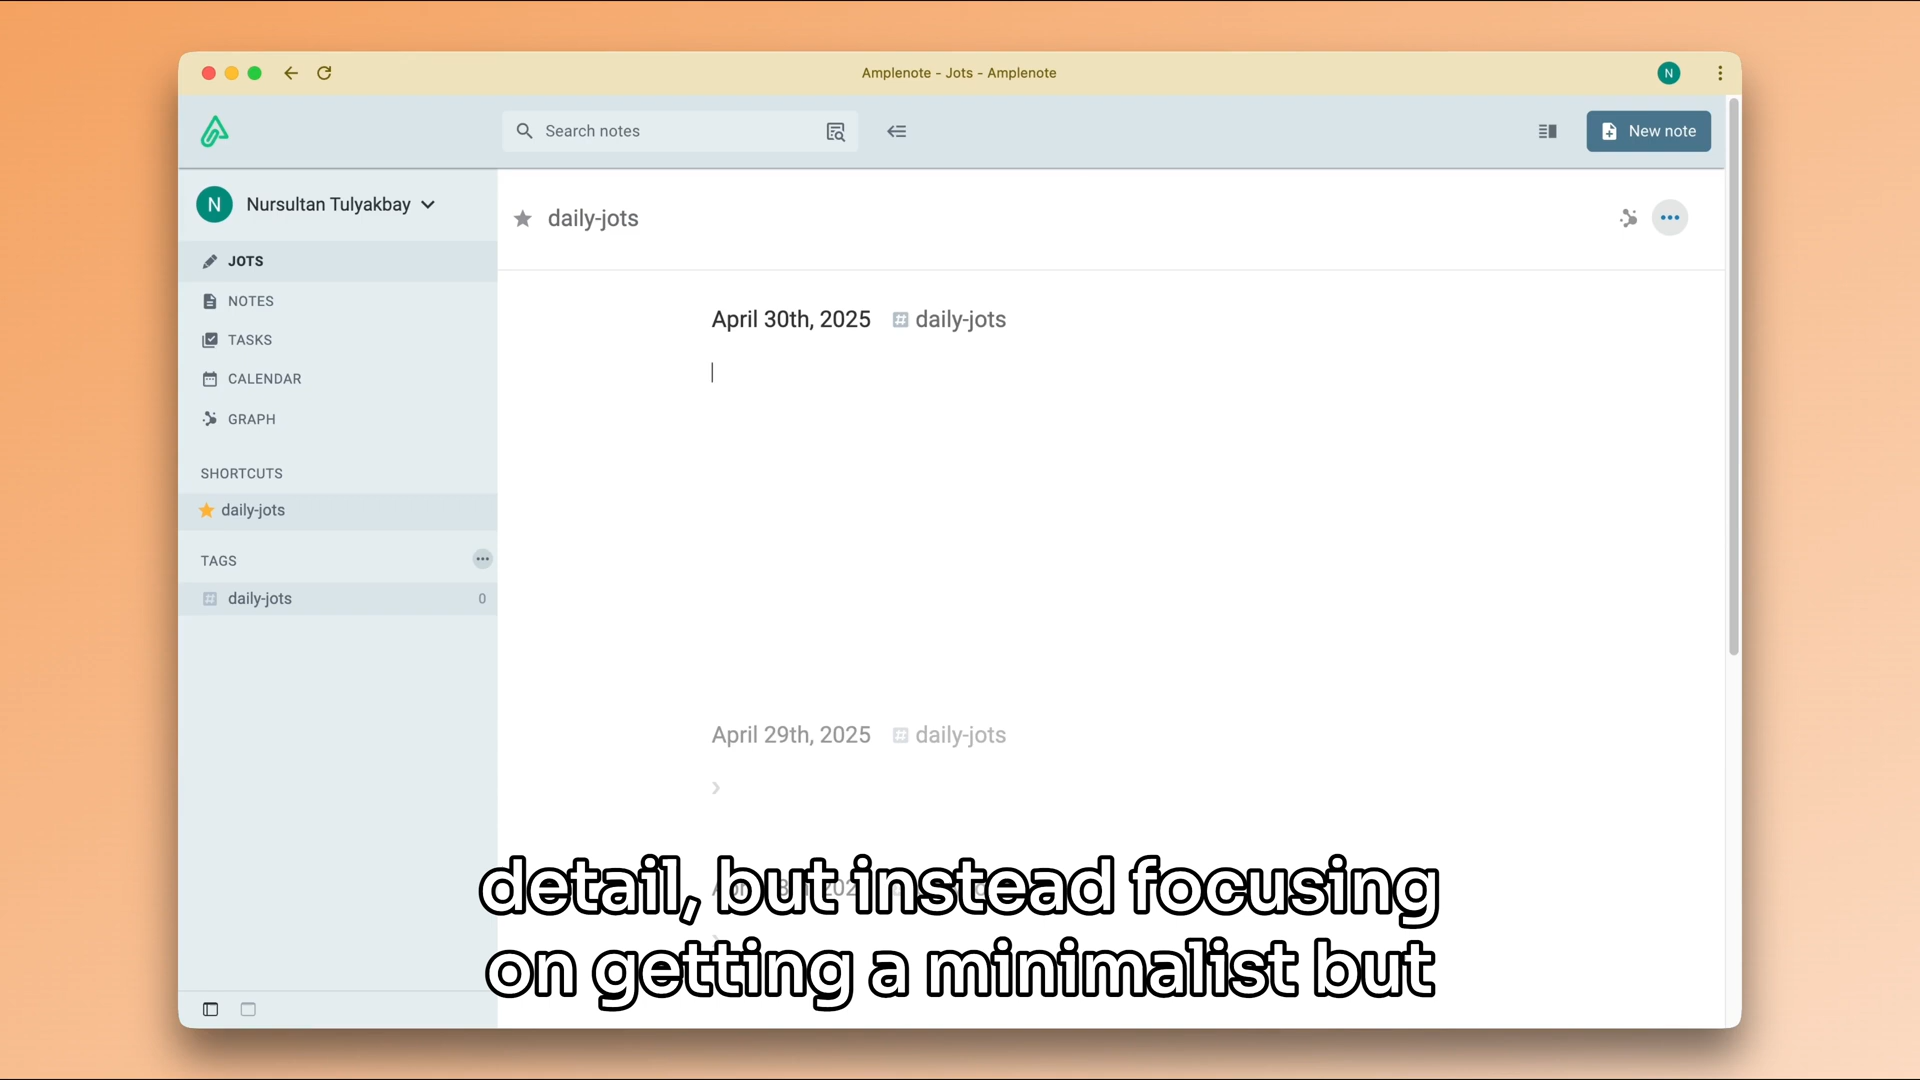 Amplenote - Jots - Amplenote
N
Search notes
New note
N
Nursultan Tulyakbay
daily-jots
JOTS
NOTES
TASKS
CALENDAR
GRAPH
SHORTCUTS
daily-jots
TAGS
daily-jots 0
April 30th, 2025 daily-jots
April 29th, 2025 daily-jots
detail, but instead focusing
on getting a minimalist but